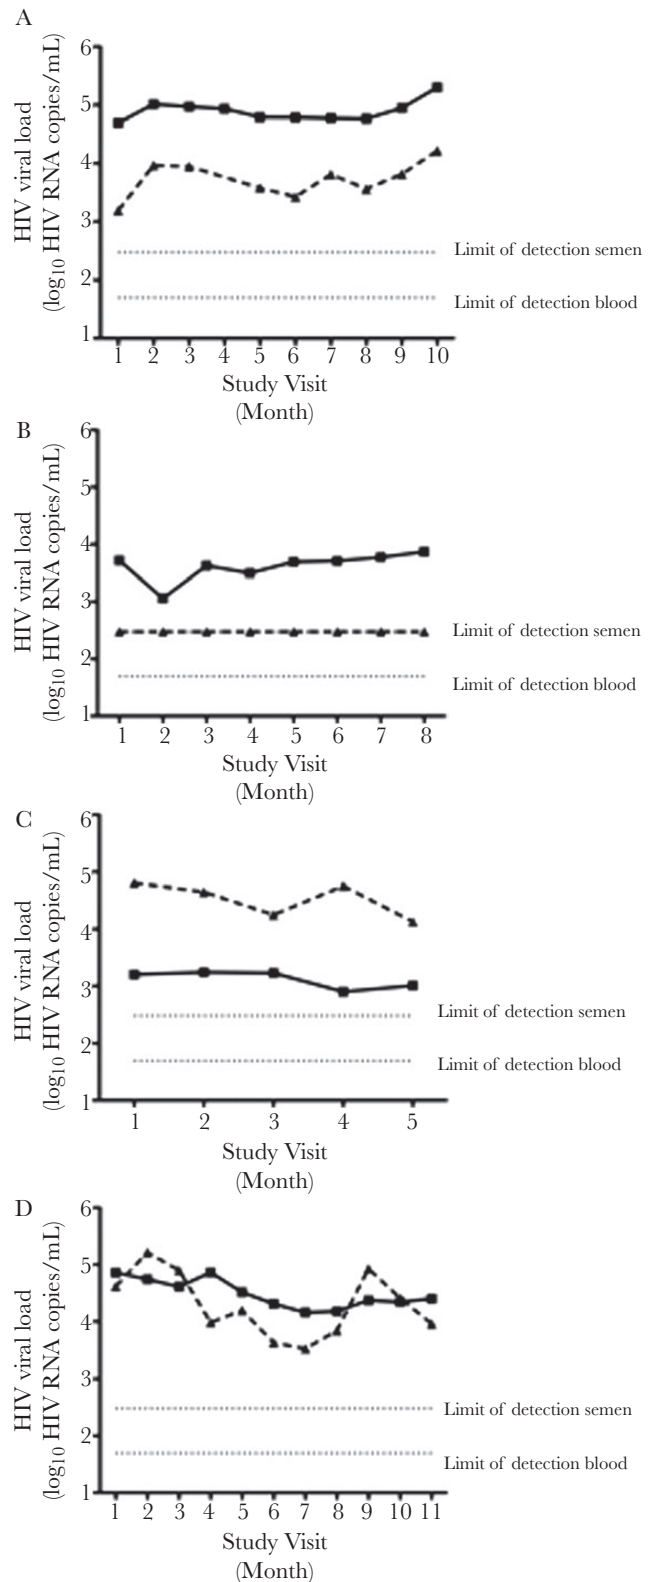 A
HIV viral load
(log₁₀ HIV RNA copies/mL)
6
5
4
3
2
1
Limit of detection semen
Limit of detection blood
1 2 3 4 5 6 7 8 9 10
Study Visit
(Month)
B
HIV viral load
(log₁₀ HIV RNA copies/mL)
6
5
4
3
2
1
Limit of detection semen
Limit of detection blood
1 2 3 4 5 6 7 8
Study Visit
(Month)
C
HIV viral load
(log₁₀ HIV RNA copies/mL)
6
5
4
3
2
1
Limit of detection semen
Limit of detection blood
1 2 3 4 5
Study Visit
(Month)
D
HIV viral load
(log₁₀ HIV RNA copies/mL)
6
5
4
3
2
1
Limit of detection semen
Limit of detection blood
1 2 3 4 5 6 7 8 9 10 11
Study Visit
(Month)